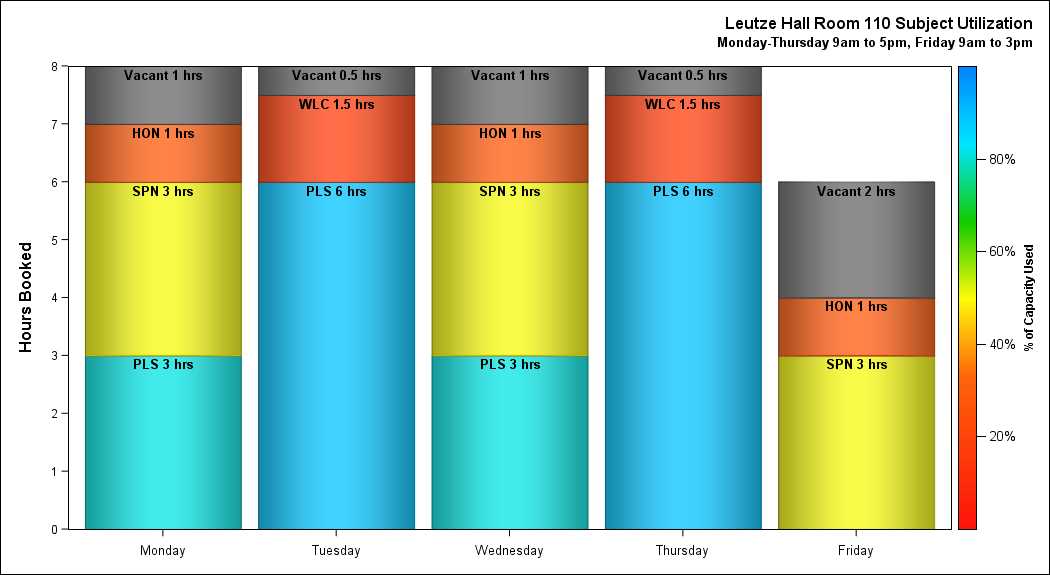 Leutze Hall Room 110 Subject Utilization
Monday-Thursday 9am to 5pm, Friday 9am to 3pm
Hours Booked
8
7
6
5
4
3
2
1
0
Vacant 1 hrs
HON 1 hrs
SPN 3 hrs
PLS 3 hrs
Monday
Vacant 0.5 hrs
WLC 1.5 hrs
PLS 6 hrs
Tuesday
Vacant 1 hrs
HON 1 hrs
SPN 3 hrs
PLS 3 hrs
Wednesday
Vacant 0.5 hrs
WLC 1.5 hrs
PLS 6 hrs
Thursday
Vacant 2 hrs
HON 1 hrs
SPN 3 hrs
Friday
80%
60%
40%
20%
% of Capacity Used